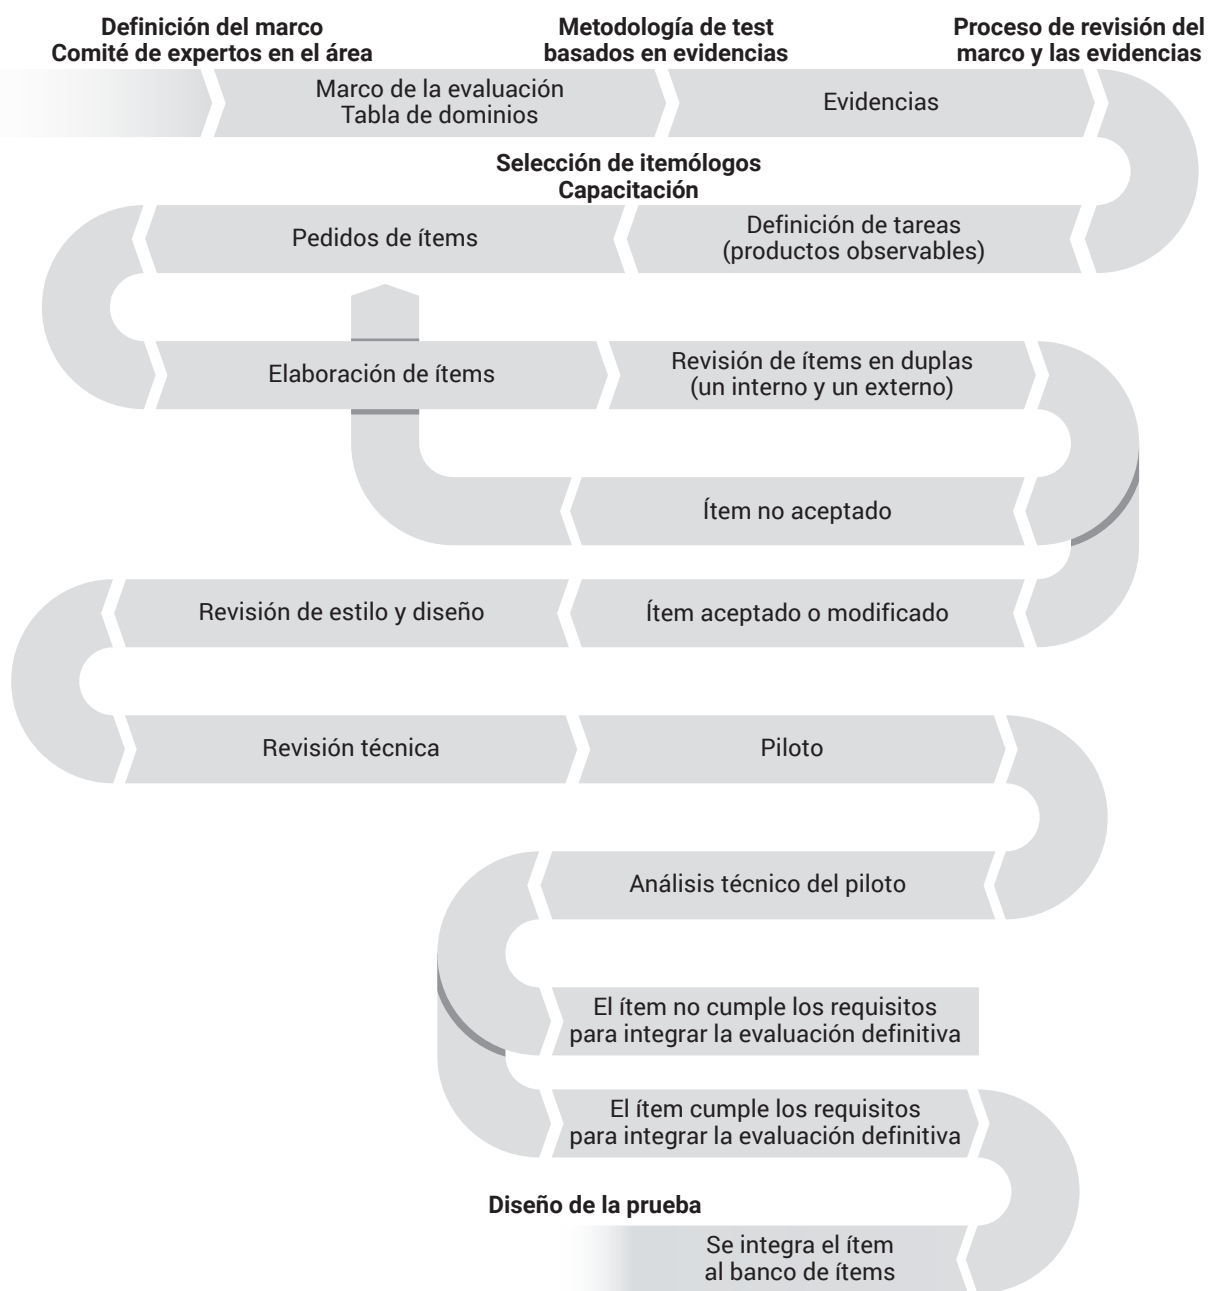 Definición del marco
Comité de expertos en el área
Metodología de test
basados en evidencias
Proceso de revisión del
marco y las evidencias
Marco de la evaluación
Tabla de dominios
Evidencias
Selección de itemólogos
Capacitación
Pedidos de ítems
Definición de tareas
(productos observables)
Elaboración de ítems
Revisión de ítems en duplas
(un interno y un externo)
Ítem no aceptado
Revisión de estilo y diseño
Ítem aceptado o modificado
Revisión técnica
Piloto
Análisis técnico del piloto
El ítem no cumple los requisitos
para integrar la evaluación definitiva
El ítem cumple los requisitos
para integrar la evaluación definitiva
Diseño de la prueba
Se integra el ítem
al banco de ítems